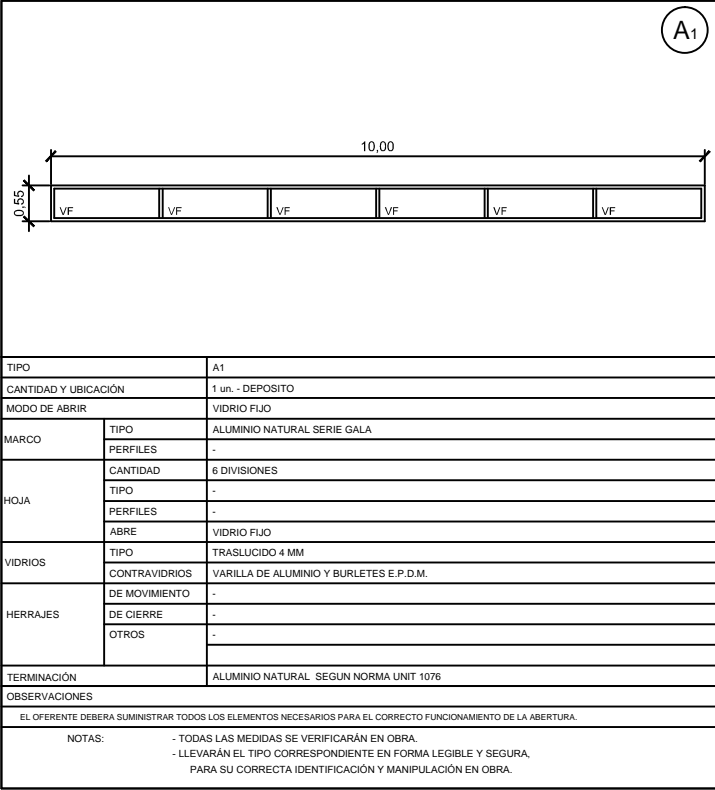 A1
10,00
0,55
VF VF VF VF VF VF
TIPO A1
CANTIDAD Y UBICACIÓN 1 un. - DEPOSITO
MODO DE ABRIR VIDRIO FIJO
MARCO TIPO ALUMINIO NATURAL SERIE GALA
PERFILES -
HOJA CANTIDAD 6 DIVISIONES
TIPO -
PERFILES -
ABRE VIDRIO FIJO
VIDRIOS TIPO TRASLUCIDO 4 MM
CONTRAVIDRIOS VARILLA DE ALUMINIO Y BURLETES E.P.D.M.
HERRAJES DE MOVIMIENTO -
DE CIERRE -
OTROS -
TERMINACIÓN ALUMINIO NATURAL SEGUN NORMA UNIT 1076
OBSERVACIONES
EL OFERENTE DEBERA SUMINISTRAR TODOS LOS ELEMENTOS NECESARIOS PARA EL CORRECTO FUNCIONAMIENTO DE LA ABERTURA.
NOTAS: - TODAS LAS MEDIDAS SE VERIFICARÁN EN OBRA.
- LLEVARÁN EL TIPO CORRESPONDIENTE EN FORMA LEGIBLE Y SEGURA,
PARA SU CORRECTA IDENTIFICACIÓN Y MANIPULACIÓN EN OBRA.